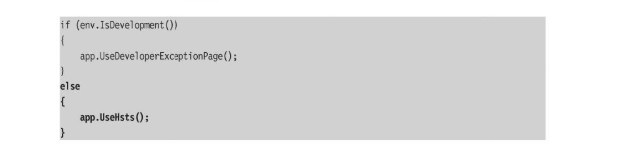 if (env.IsDevelopment())
{
    app.UseDeveloperExceptionPage();
}
else
{
    app.UseHsts();
}